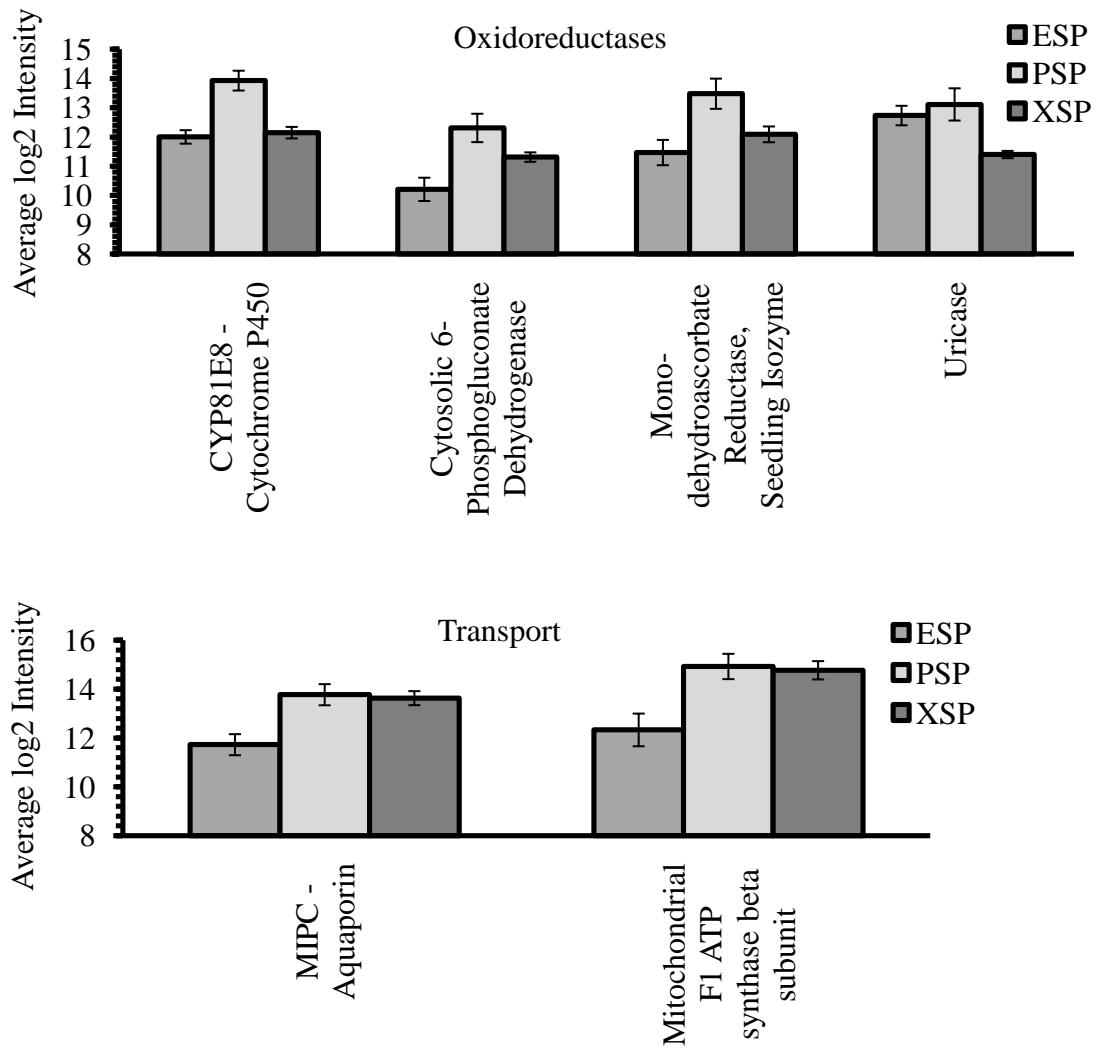 Oxidoreductases
Average log2 Intensity
15
14
13
12
11
10
9
8
ESP
PSP
XSP
CYP81E8 -
Cytochrome P450
Cytosolic 6-
Phosphogluconate
Dehydrogenase
Mono-
dehydroascorbate
Reductase,
Seedling Isozyme
Uricase
Transport
Average log2 Intensity
16
14
12
10
8
ESP
PSP
XSP
MIPC -
Aquaporin
Mitochondrial
F1 ATP
synthase beta
subunit